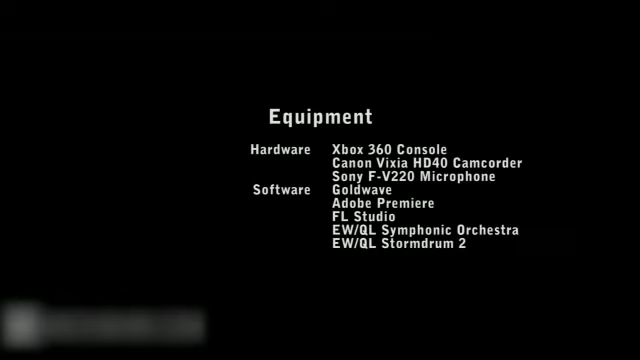 Equipment
Hardware Xbox 360 Console
Canon Vixia HD40 Camcorder
Sony F-V220 Microphone
Software Goldwave
Adobe Premiere
FL Studio
EW/QL Symphonic Orchestra
EW/QL Stormdrum 2